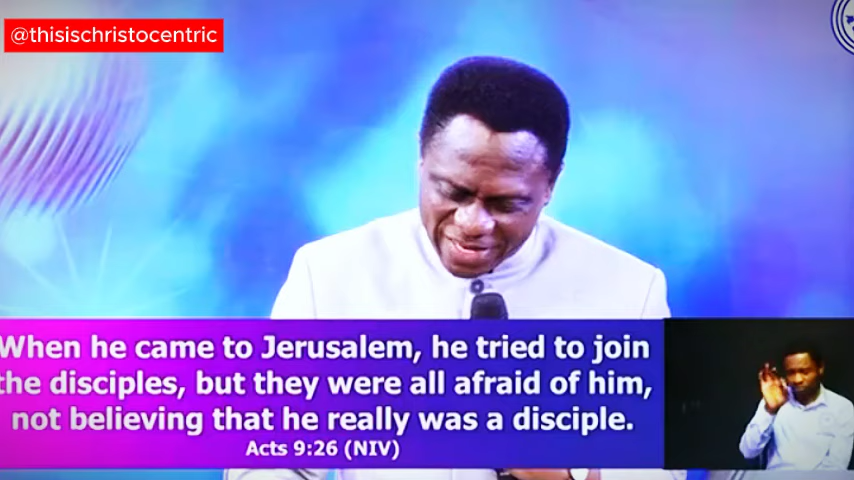 @thisischristocentric
When he came to Jerusalem, he tried to join
the disciples, but they were all afraid of him,
not believing that he really was a disciple.
Acts 9:26 (NIV)